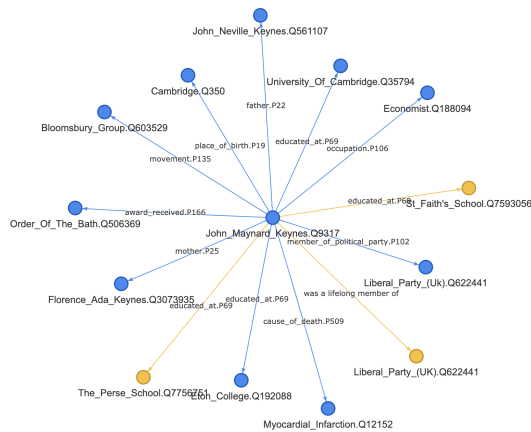 John_Neville_Keynes.Q561107
Cambridge.Q350
University_Of_Cambridge.Q35794
Economist.Q188094
father.P22
Bloomsbury_Group.Q603529
educated_at.P69
place_of_birth.P19
occupation.P106
movement.P135
St_Faith's_School.Q7593056
educated_at.P69
award_received.P166
Order_Of_The_Bath.Q506369
John_Maynard_Keynes.Q9317
member_of_political_party.P102
mother.P25
Liberal_Party_(Uk).Q622441
Florence_Ada_Keynes.Q3073935
educated_at.P69
was a lifelong member of
educated_at.P69
cause_of_death.P509
Liberal_Party_(UK).Q622441
The_Perse_School.Q7756751
Eton_College.Q192088
Myocardial_Infarction.Q12152